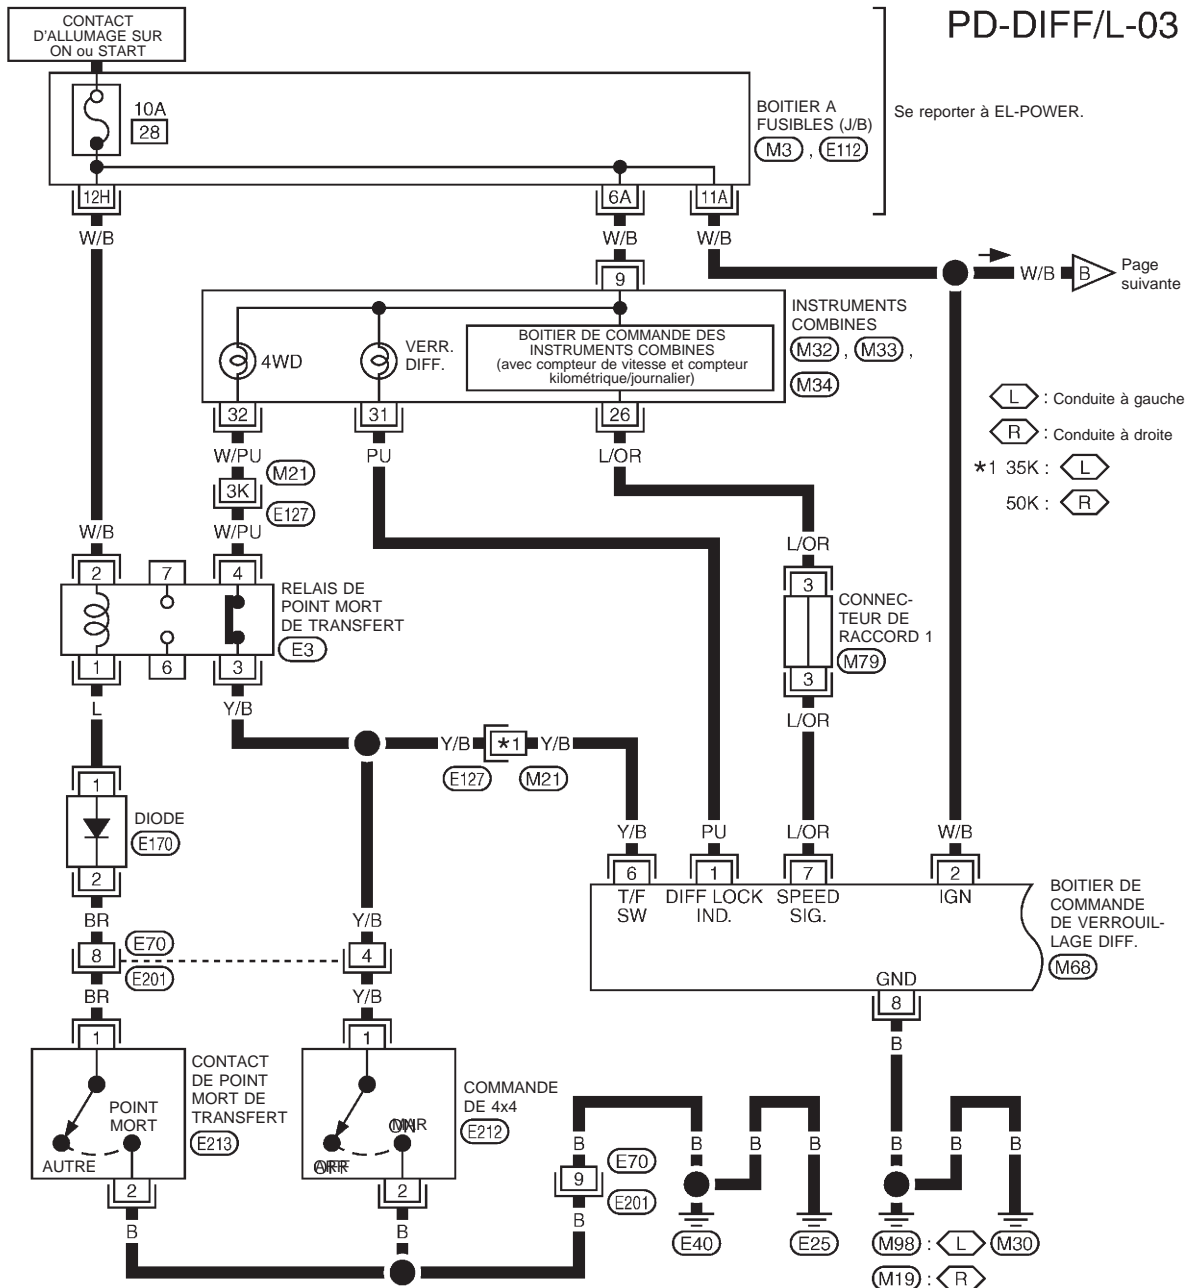 PD-DIFF/L-03
CONTACT
D'ALLUMAGE SUR
ON ou START
10A
28
BOITIER A
FUSIBLES (J/B)
M3 , E112
Se reporter à EL-POWER.
12H
6A
11A
W/B
W/B
W/B
W/B
B
Page
suivante
9
INSTRUMENTS
COMBINES
M32 , M33 ,
M34
4WD
VERR.
DIFF.
BOITIER DE COMMANDE DES
INSTRUMENTS COMBINES
(avec compteur de vitesse et compteur
kilométrique/journalier)
32
31
26
L : Conduite à gauche
R : Conduite à droite
*1 35K : L
50K : R
W/PU
PU
L/OR
M21
3K
E127
W/B
W/PU
L/OR
2
7
4
3
RELAIS DE
POINT MORT
DE TRANSFERT
E3
CONNEC-
TEUR DE
RACCORD 1
M79
1
6
3
3
L
Y/B
L/OR
Y/B
*1
Y/B
E127
M21
1
DIODE
E170
2
Y/B
PU
L/OR
W/B
6
1
7
2
T/F
SW
DIFF LOCK
IND.
SPEED
SIG.
IGN
BOITIER DE
COMMANDE
DE VERROUIL-
LAGE DIFF.
M68
GND
8
BR
Y/B
8
E70
E201
4
BR
Y/B
B
1
1
CONTACT
DE POINT
MORT DE
TRANSFERT
E213
POINT
MORT
AUTRE
COMMANDE
DE 4x4
E212
2
2
B
B
B
B
B
B
B
B
9
E70
E201
B
E40
E25
M98 : L
M30
M19 : R